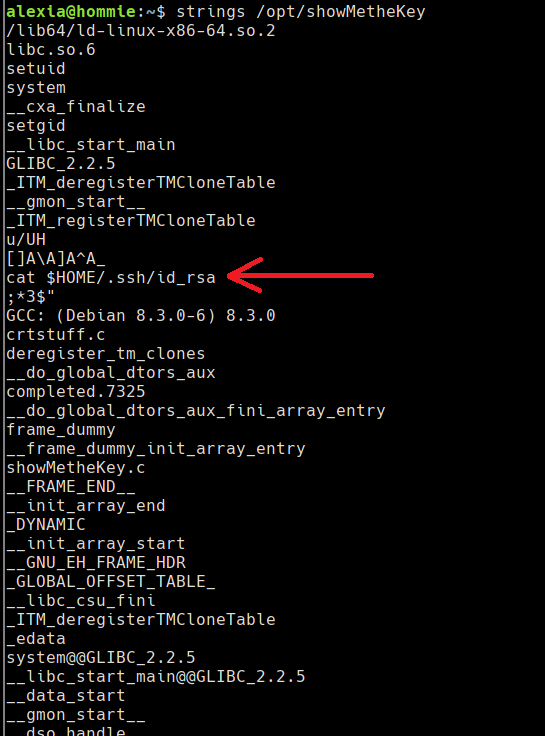 alexia@hommie:~$ strings /opt/showMetheKey
/lib64/ld-linux-x86-64.so.2
libc.so.6
setuid
system
__cxa_finalize
setgid
__libc_start_main
GLIBC_2.2.5
_ITM_deregisterTMCloneTable
__gmon_start__
_ITM_registerTMCloneTable
u/UH
[]A\A]A^A_
cat $HOME/.ssh/id_rsa
;*3$"
GCC: (Debian 8.3.0-6) 8.3.0
crtstuff.c
deregister_tm_clones
__do_global_dtors_aux
completed.7325
__do_global_dtors_aux_fini_array_entry
frame_dummy
__frame_dummy_init_array_entry
showMetheKey.c
__FRAME_END__
__init_array_end
_DYNAMIC
__init_array_start
__GNU_EH_FRAME_HDR
_GLOBAL_OFFSET_TABLE_
__libc_csu_fini
_ITM_deregisterTMCloneTable
_edata
system@@GLIBC_2.2.5
__libc_start_main@@GLIBC_2.2.5
__data_start
__gmon_start__
__dso_handle